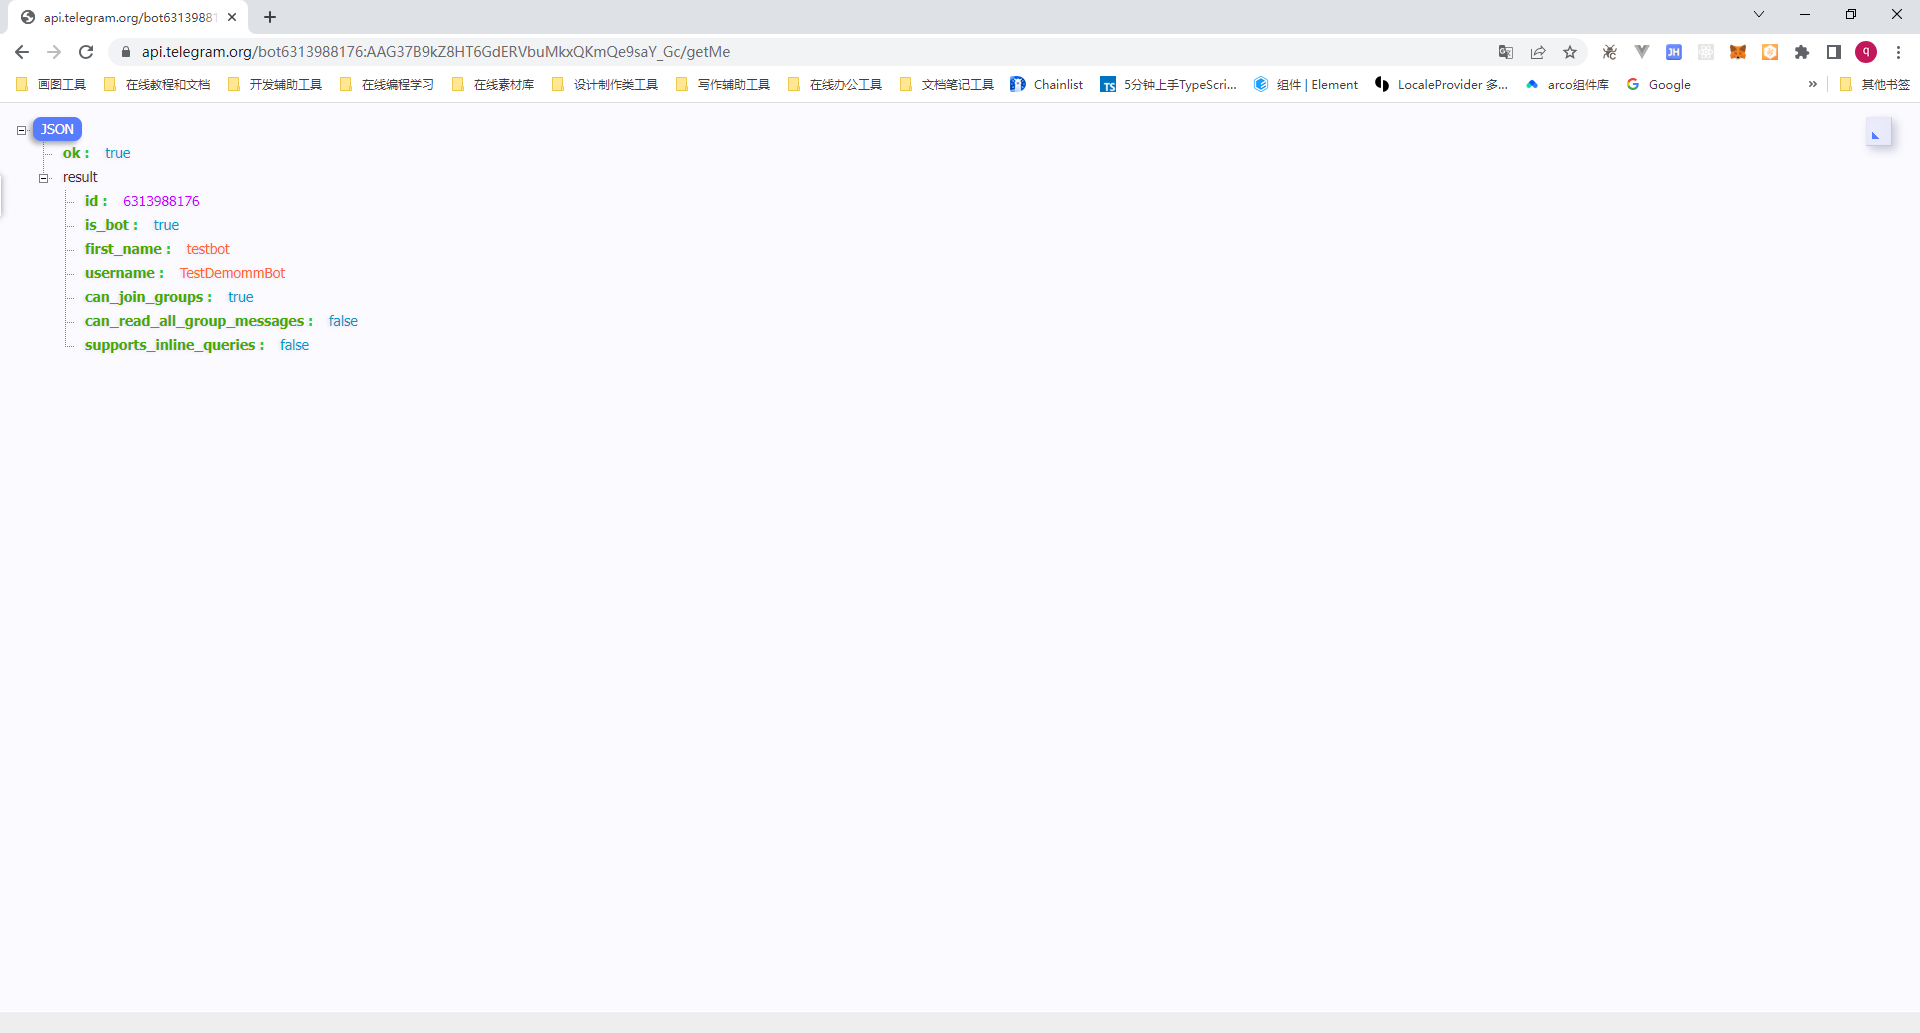 api.telegram.org/bot63139881
api.telegram.org/bot6313988176:AAG37B9kZ8HT6GdERVbuMkxQKmQe9saY_Gc/getMe
JH
q
画图工具 在线教程和文档 开发辅助工具 在线编程学习 在线素材库 设计制作类工具 写作辅助工具 在线办公工具 文档笔记工具 Chainlist TS 5分钟上手TypeScri... 组件 | Element LocaleProvider 多... arco组件库 Google » 其他书签
JSON
ok : true
result
id : 6313988176
is_bot : true
first_name : testbot
username : TestDemommBot
can_join_groups : true
can_read_all_group_messages : false
supports_inline_queries : false